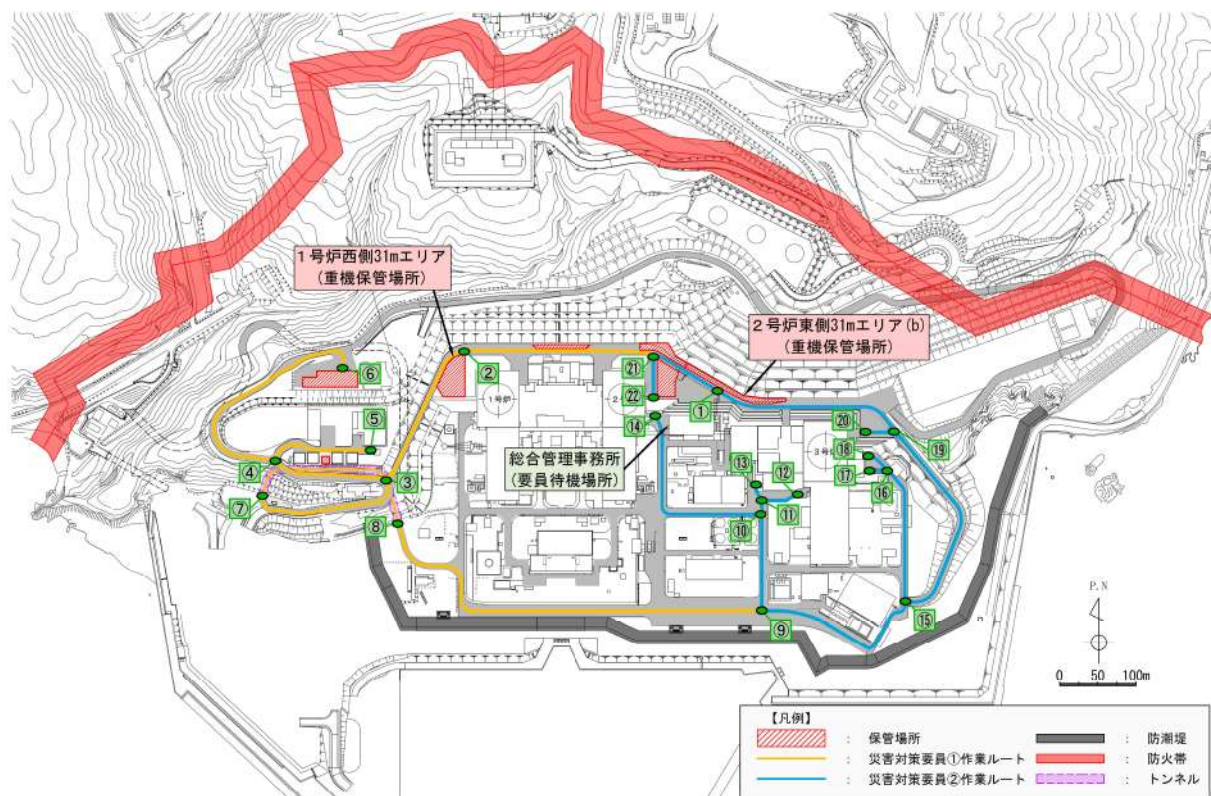 1号炉西側31mエリア
(重機保管場所)
2号炉東側31mエリア(b)
(重機保管場所)
㉑
⑥
②
1号炉
2
㉒
①
⑭
⑳
⑲
⑤
総合管理事務所
(要員待機場所)
⑱
3号
④
③
⑬
⑫
⑰
⑯
⑦
⑧
⑩
⑪
⑨
⑮
P.N
0 50 100m
【凡例】
: 保管場所
: 防潮堤
: 災害対策要員①作業ルート
: 防火帯
: 災害対策要員②作業ルート
: トンネル